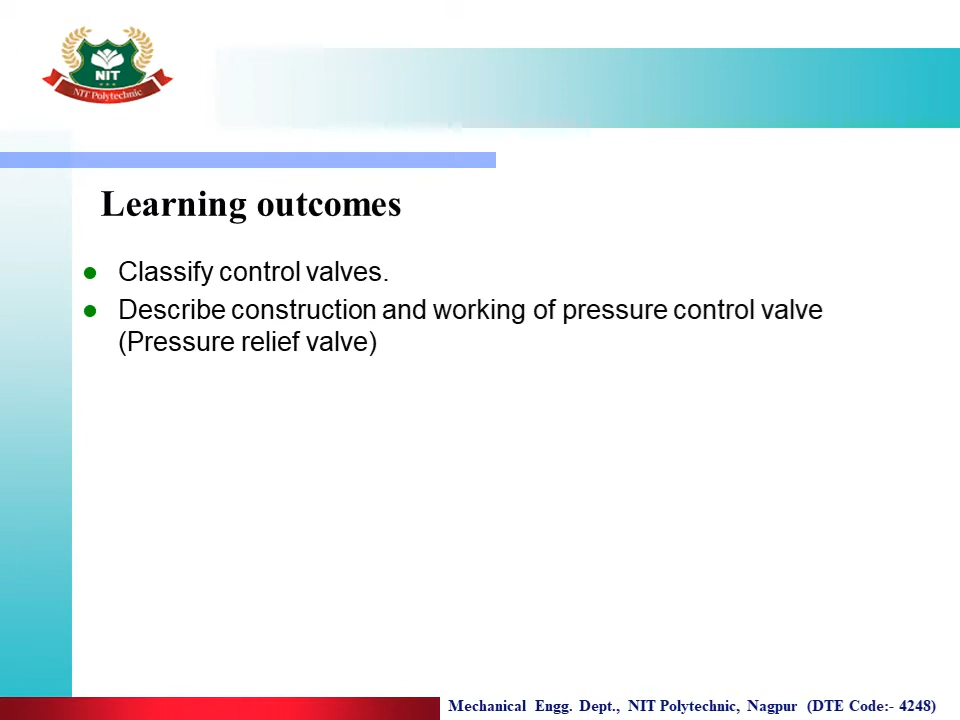 NIT
NIT Polytechnic
Learning outcomes
Classify control valves.
Describe construction and working of pressure control valve
(Pressure relief valve)
Mechanical Engg. Dept., NIT Polytechnic, Nagpur (DTE Code:- 4248)